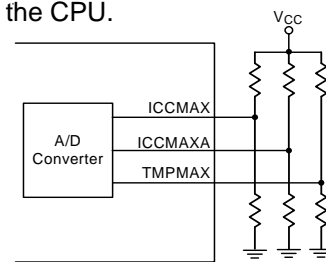 the CPU.
VCC
ICCMAX
A/D
Converter
ICCMAXA
TMPMAX